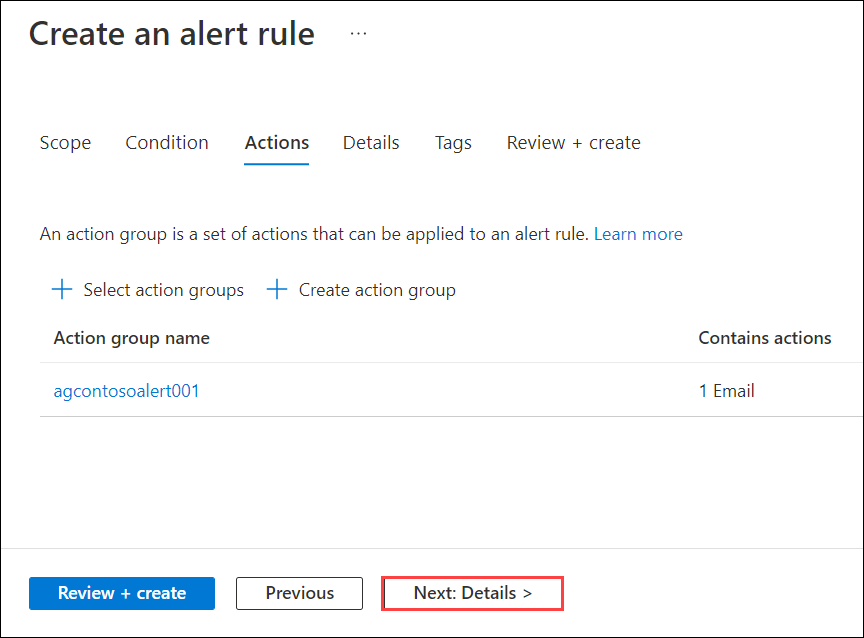 Create an alert rule ...
Scope Condition Actions Details Tags Review + create
An action group is a set of actions that can be applied to an alert rule. Learn more
+ Select action groups + Create action group
Action group name Contains actions
agcontosoalert001 1 Email
Review + create Previous Next: Details >